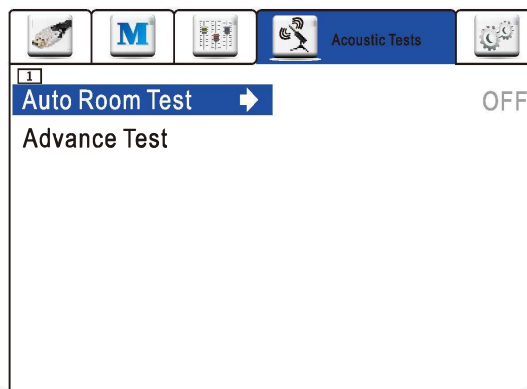 M
Acoustic Tests
1
Auto Room Test OFF
Advance Test